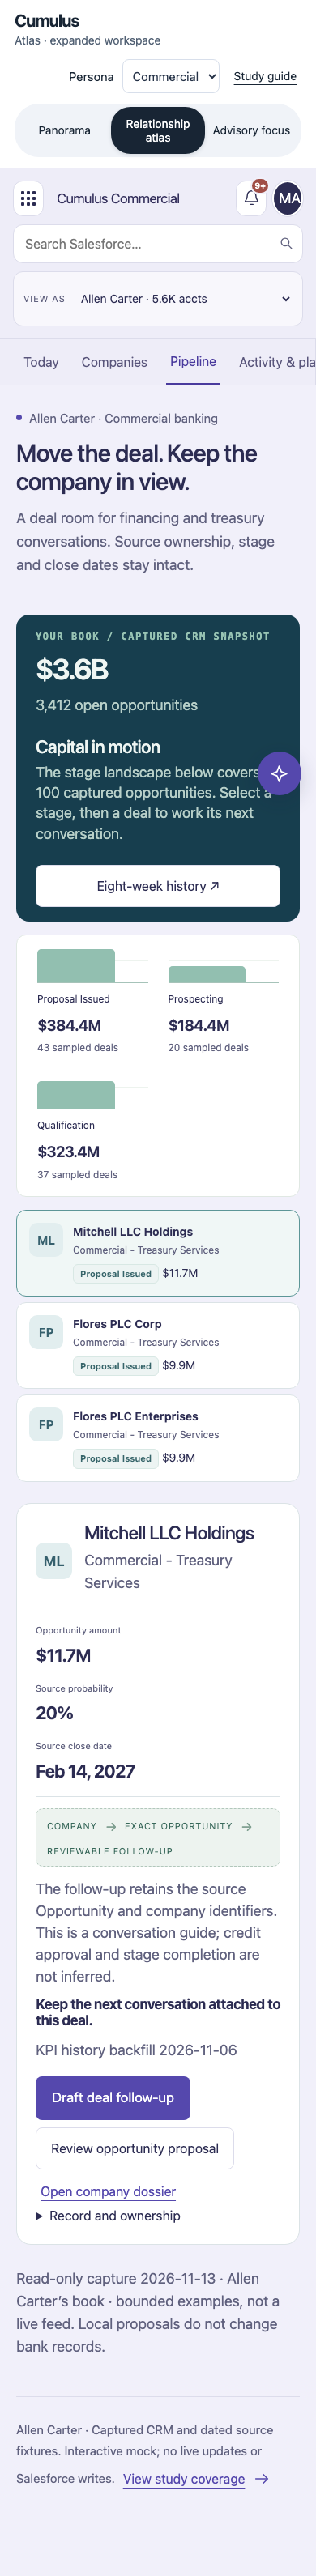 Cumulus
Atlas · expanded workspace
Persona
Commercial
Study guide
Panorama
Relationship
atlas
Advisory focus
Cumulus Commercial
9+
MA
Search Salesforce...
VIEW AS
Allen Carter · 5.6K accts
Today
Companies
Pipeline
Activity & pla
Allen Carter · Commercial banking
Move the deal. Keep the
company in view.
A deal room for financing and treasury
conversations. Source ownership, stage
and close dates stay intact.
YOUR BOOK / CAPTURED CRM SNAPSHOT
$3.6B
3,412 open opportunities
Capital in motion
The stage landscape below covers
100 captured opportunities. Select a
stage, then a deal to work its next
conversation.
Eight-week history ↗
Proposal Issued
$384.4M
43 sampled deals
Prospecting
$184.4M
20 sampled deals
Qualification
$323.4M
37 sampled deals
ML
Mitchell LLC Holdings
Commercial - Treasury Services
Proposal Issued $11.7M
FP
Flores PLC Corp
Commercial - Treasury Services
Proposal Issued $9.9M
FP
Flores PLC Enterprises
Commercial - Treasury Services
Proposal Issued $9.9M
ML
Mitchell LLC Holdings
Commercial - Treasury
Services
Opportunity amount
$11.7M
Source probability
20%
Source close date
Feb 14, 2027
COMPANY → EXACT OPPORTUNITY →
REVIEWABLE FOLLOW-UP
The follow-up retains the source
Opportunity and company identifiers.
This is a conversation guide; credit
approval and stage completion are
not inferred.
Keep the next conversation attached to
this deal.
KPI history backfill 2026-11-06
Draft deal follow-up
Review opportunity proposal
Open company dossier
▶ Record and ownership
Read-only capture 2026-11-13 · Allen
Carter's book · bounded examples, not a
live feed. Local proposals do not change
bank records.
Allen Carter · Captured CRM and dated source
fixtures. Interactive mock; no live updates or
Salesforce writes. View study coverage →